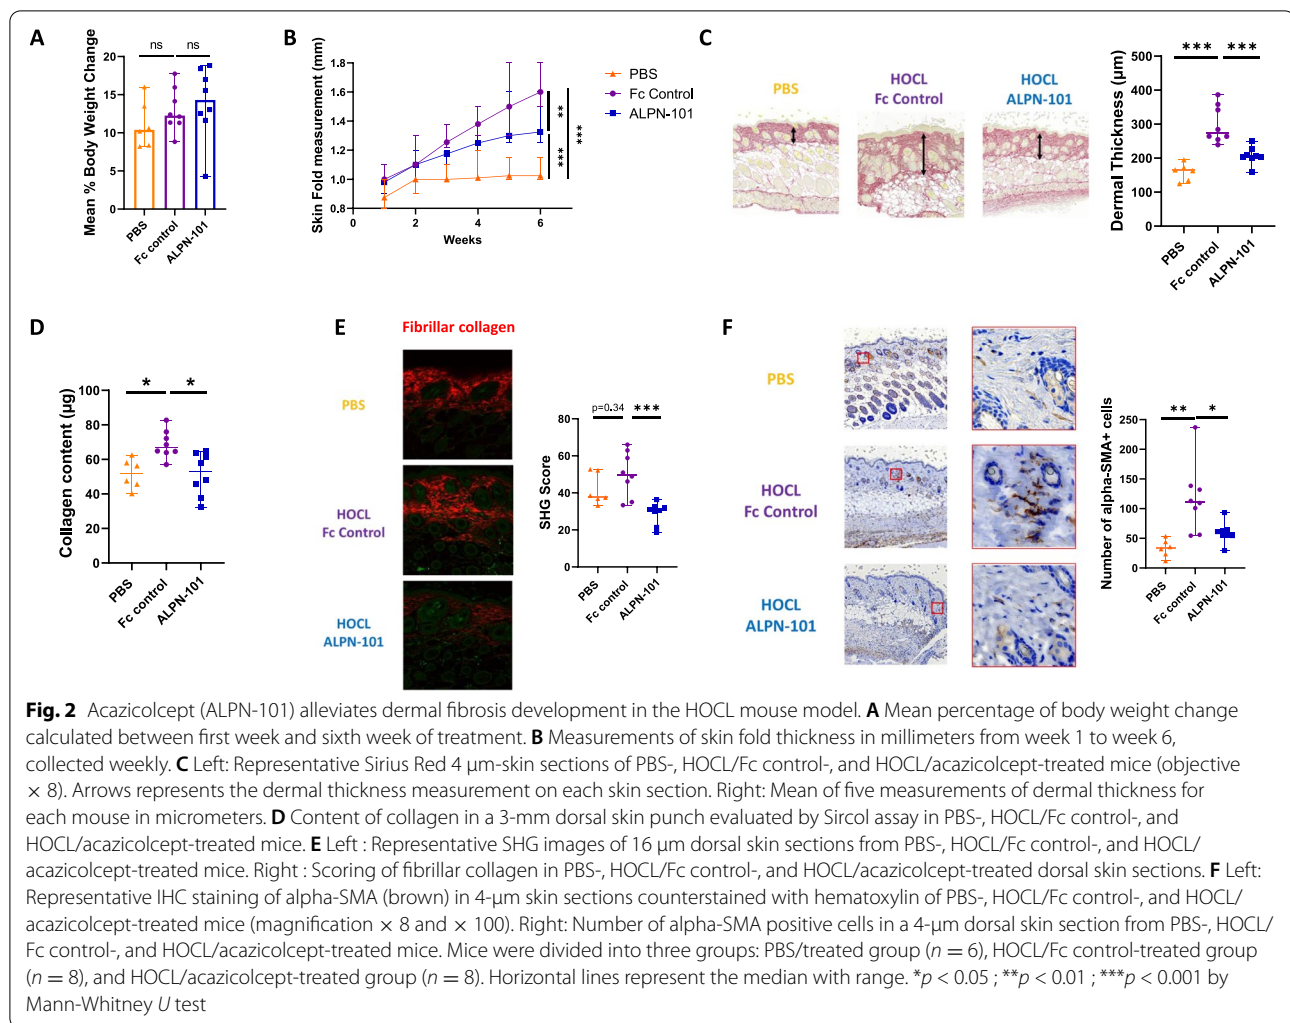 A
Mean % Body Weight Change
20
15
10
5
0
ns
ns
PBS
Fc control
ALPN-101
B
Skin Fold measurement (mm)
1.8
1.6
1.4
1.2
1.0
0.8
0
2
4
6
Weeks
PBS
Fc Control
ALPN-101
**
***
***
C
PBS
HOCL
Fc Control
HOCL
ALPN-101
Dermal Thickness (µm)
500
400
300
200
100
0
***
***
PBS
Fc control
ALPN-101
D
Collagen content (µg)
100
80
60
40
20
0
*
*
PBS
Fc control
ALPN-101
E
Fibrillar collagen
PBS
HOCL
Fc Control
HOCL
ALPN-101
SHG Score
80
60
40
20
0
p=0.34
***
PBS
Fc control
ALPN-101
F
PBS
HOCL
Fc Control
HOCL
ALPN-101
Number of alpha-SMA+ cells
250
200
150
100
50
0
**
*
PBS
Fc control
ALPN-101
Fig. 2 Acazicolcept (ALPN-101) alleviates dermal fibrosis development in the HOCL mouse model. A Mean percentage of body weight change
calculated between first week and sixth week of treatment. B Measurements of skin fold thickness in millimeters from week 1 to week 6,
collected weekly. C Left: Representative Sirius Red 4 µm-skin sections of PBS-, HOCL/Fc control-, and HOCL/acazicolcept-treated mice (objective
× 8). Arrows represents the dermal thickness measurement on each skin section. Right: Mean of five measurements of dermal thickness for
each mouse in micrometers. D Content of collagen in a 3-mm dorsal skin punch evaluated by Sircol assay in PBS-, HOCL/Fc control-, and
HOCL/acazicolcept-treated mice. E Left : Representative SHG images of 16 µm dorsal skin sections from PBS-, HOCL/Fc control-, and HOCL/
acazicolcept-treated mice. Right : Scoring of fibrillar collagen in PBS-, HOCL/Fc control-, and HOCL/acazicolcept-treated dorsal skin sections. F Left:
Representative IHC staining of alpha-SMA (brown) in 4-µm skin sections counterstained with hematoxylin of PBS-, HOCL/Fc control-, and HOCL/
acazicolcept-treated mice (magnification × 8 and × 100). Right: Number of alpha-SMA positive cells in a 4-µm dorsal skin section from PBS-, HOCL/
Fc control-, and HOCL/acazicolcept-treated mice. Mice were divided into three groups: PBS/treated group (n = 6), HOCL/Fc control-treated group
(n = 8), and HOCL/acazicolcept-treated group (n = 8). Horizontal lines represent the median with range. *p < 0.05 ; **p < 0.01 ; ***p < 0.001 by
Mann-Whitney U test